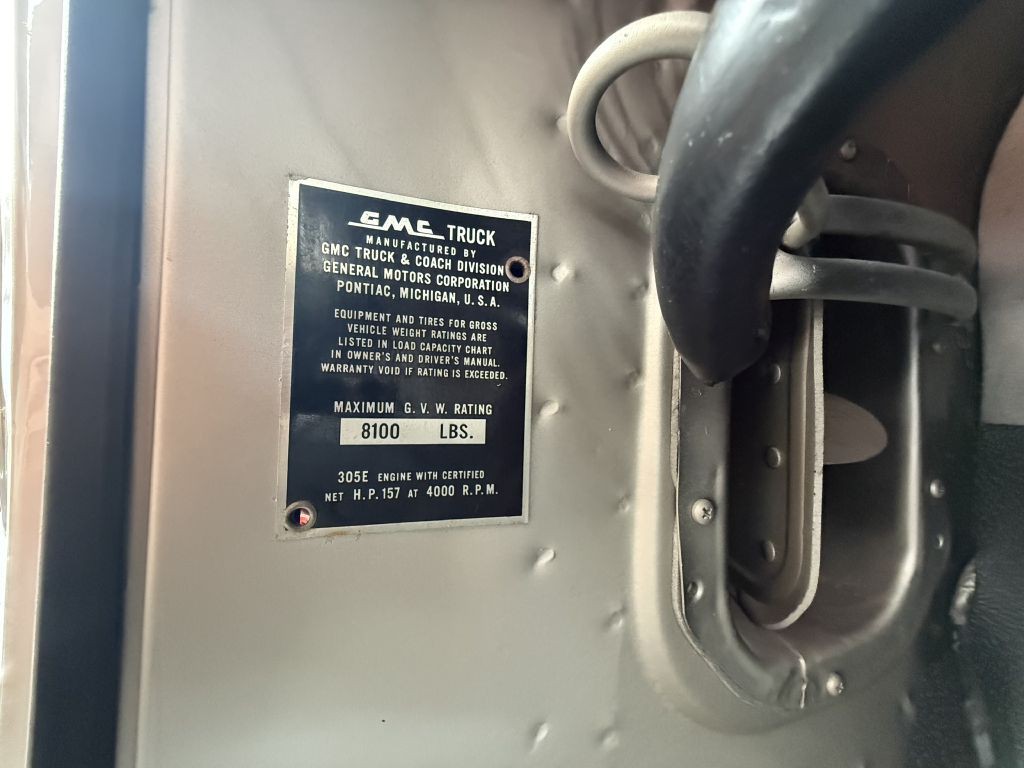 GMC TRUCK
MANUFACTURED BY
GMC TRUCK & COACH DIVISION
GENERAL MOTORS CORPORATION
PONTIAC, MICHIGAN, U.S.A.
EQUIPMENT AND TIRES FOR GROSS
VEHICLE WEIGHT RATINGS ARE
LISTED IN LOAD CAPACITY CHART
IN OWNER'S AND DRIVER'S MANUAL.
WARRANTY VOID IF RATING IS EXCEEDED.
MAXIMUM G. V. W. RATING
8100 LBS.
305E ENGINE WITH CERTIFIED
NET H.P. 157 AT 4000 R.P.M.